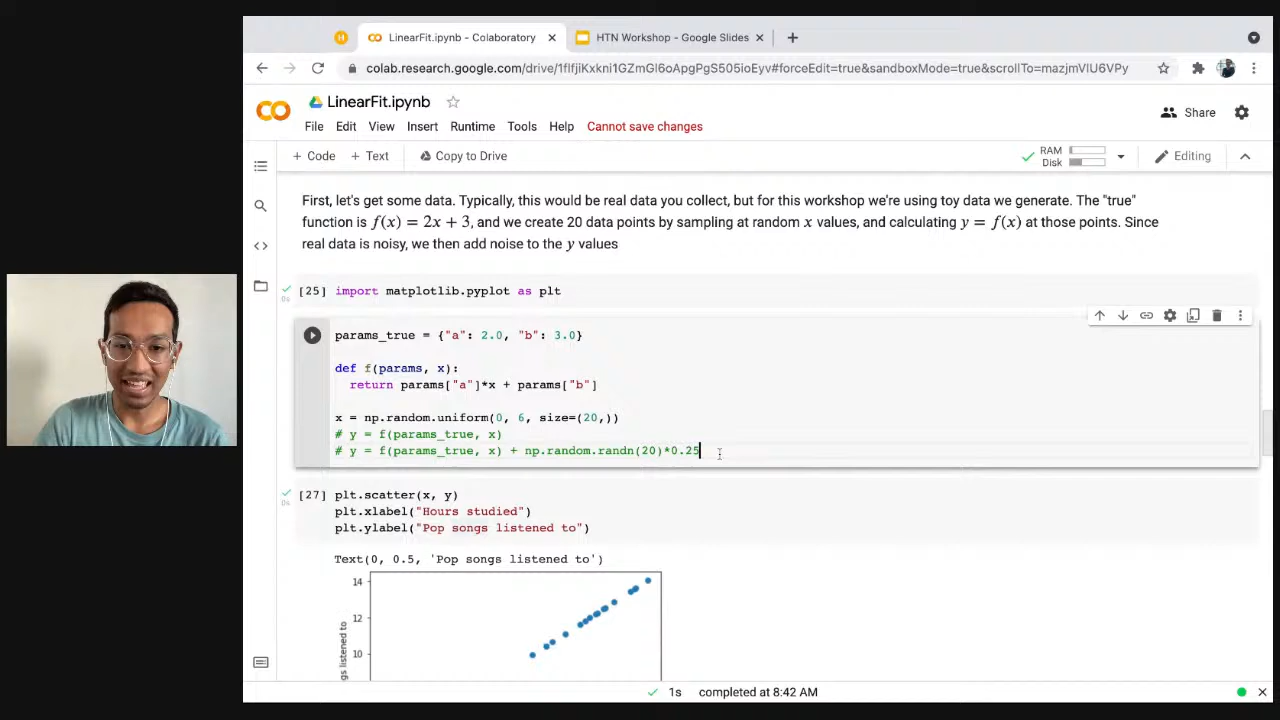 LinearFit.ipynb - Colaboratory
HTN Workshop - Google Slides
colab.research.google.com/drive/1flfjiKxkni1GZmGl6oApgPgS505ioEyv#forceEdit=true&sandboxMode=true&scrollTo=mazjmVlU6VPy
LinearFit.ipynb
Share
File Edit View Insert Runtime Tools Help Cannot save changes
+ Code + Text Copy to Drive
RAM
Disk
Editing
First, let's get some data. Typically, this would be real data you collect, but for this workshop we're using toy data we generate. The "true"
function is f(x) = 2x + 3, and we create 20 data points by sampling at random x values, and calculating y = f(x) at those points. Since
real data is noisy, we then add noise to the y values
[25] import matplotlib.pyplot as plt
0s
params_true = {"a": 2.0, "b": 3.0}
def f(params, x):
return params["a"]*x + params["b"]
x = np.random.uniform(0, 6, size=(20,))
# y = f(params_true, x)
# y = f(params_true, x) + np.random.randn(20)*0.25
[27] plt.scatter(x, y)
0s
plt.xlabel("Hours studied")
plt.ylabel("Pop songs listened to")
Text(0, 0.5, 'Pop songs listened to')
14
12
10
gs listened to
1s completed at 8:42 AM